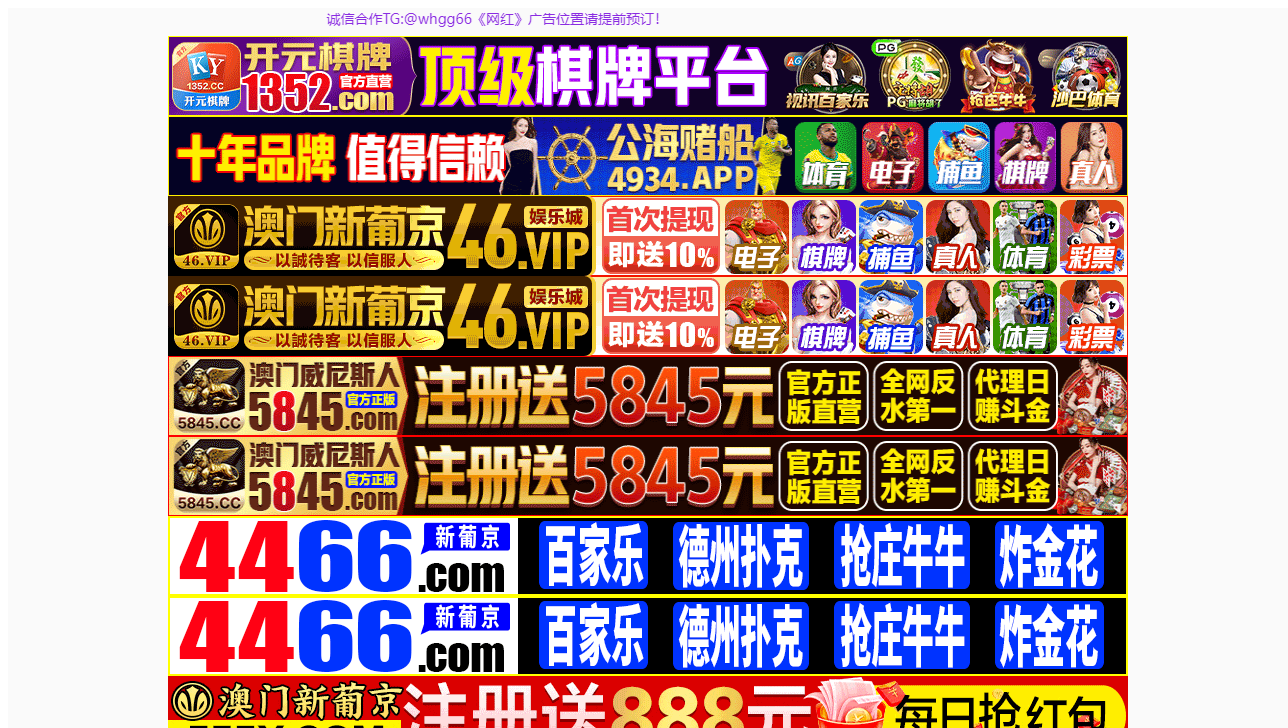 诚信合作TG:@whgg66《网红》广告位置请提前预订!
官方 KY 1352.CC 开元棋牌 开元棋牌 1352.com 官方直营 顶级棋牌平台 AG 视讯百家乐 PG PG麻将胡了 抢庄牛牛 沙巴体育
十年品牌 值得信赖 公海赌船 4934.APP 体育 电子 捕鱼 棋牌 真人
官方 46.VIP 澳门新葡京 以誠待客 以信服人 46.VIP 娱乐城 首次提现 即送10% 电子 棋牌 捕鱼 真人 体育 彩票
官方 46.VIP 澳门新葡京 以誠待客 以信服人 46.VIP 娱乐城 首次提现 即送10% 电子 棋牌 捕鱼 真人 体育 彩票
官方 5845.CC 澳门威尼斯人 5845.com 官方正版 注册送5845元 官方正版直营 全网反水第一 代理日赚斗金
官方 5845.CC 澳门威尼斯人 5845.com 官方正版 注册送5845元 官方正版直营 全网反水第一 代理日赚斗金
4466.com 新葡京 百家乐 德州扑克 抢庄牛牛 炸金花
4466.com 新葡京 百家乐 德州扑克 抢庄牛牛 炸金花
澳门新葡京 注册送888元 每日抢红包